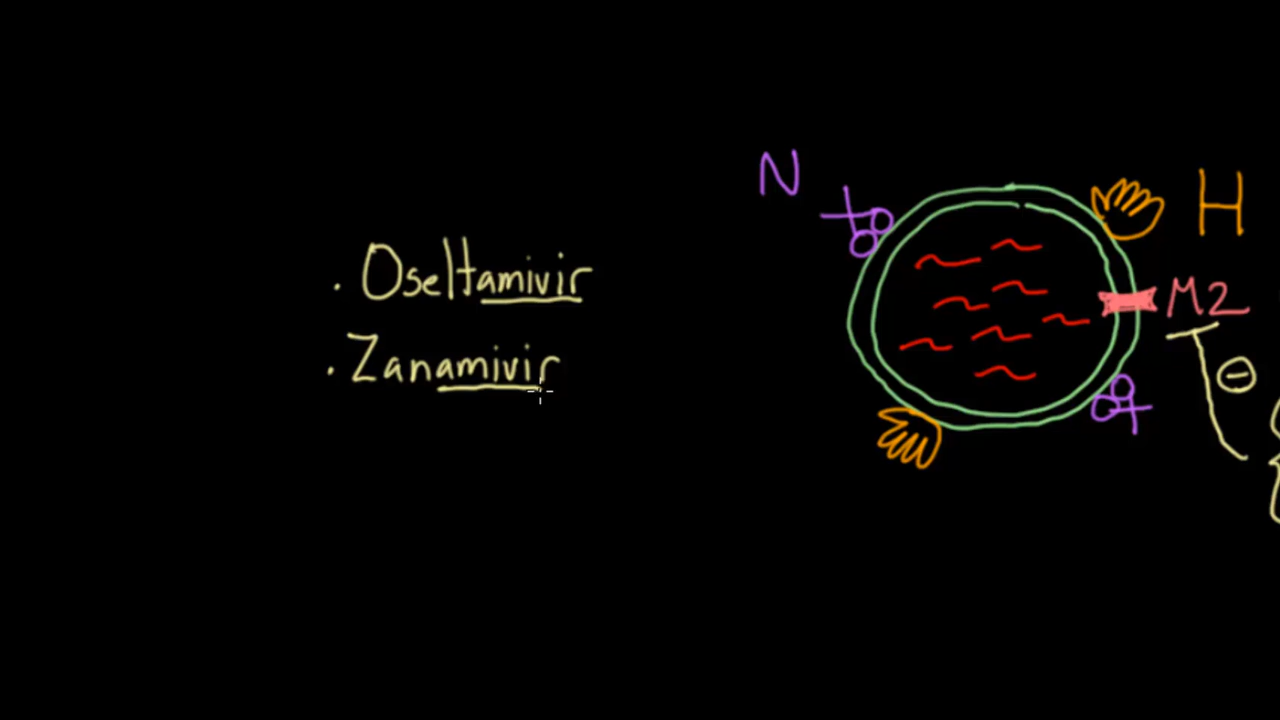 N
H
. Oseltamivir
M2
. Zanamivir
⊖